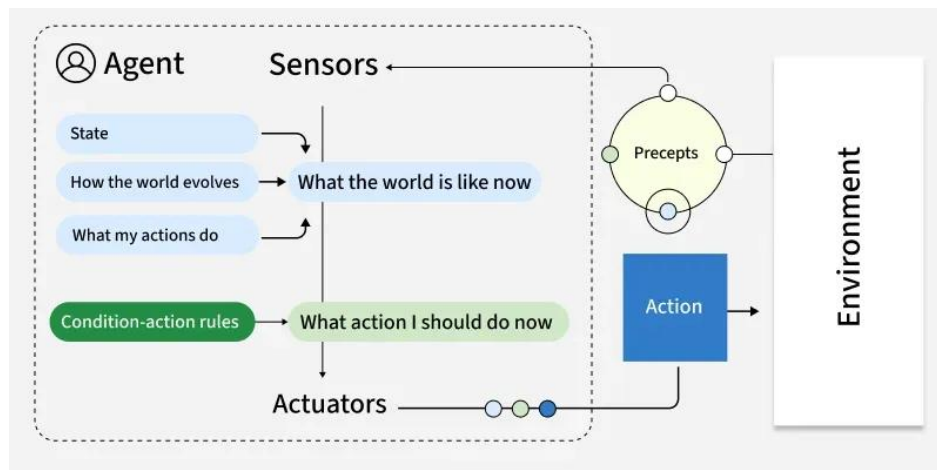 Agent
Sensors
State
How the world evolves
What the world is like now
What my actions do
Condition-action rules
What action I should do now
Actuators
Precepts
Action
Environment